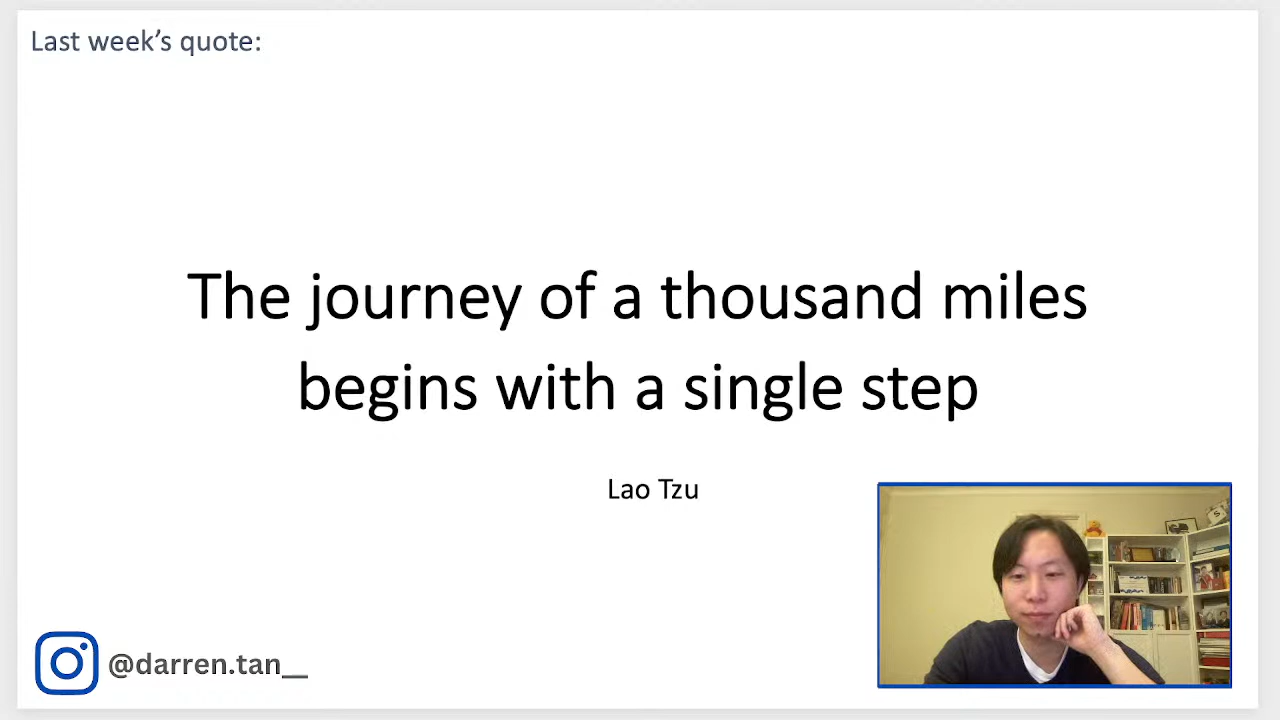 Last week’s quote:
The journey of a thousand miles
begins with a single step
Lao Tzu
@darren.tan__